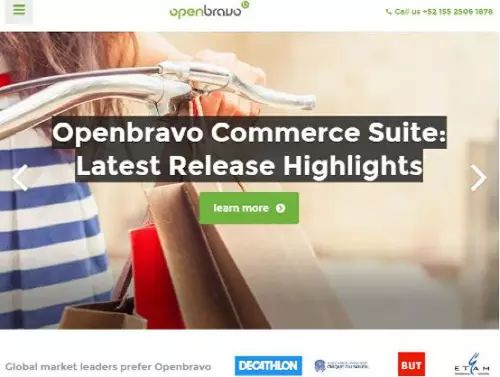 openbravo
Call us +52 155 2506 1878
Openbravo Commerce Suite:
Latest Release Highlights
learn more
Global market leaders prefer Openbravo
DECATHLON
BUT
ETAM